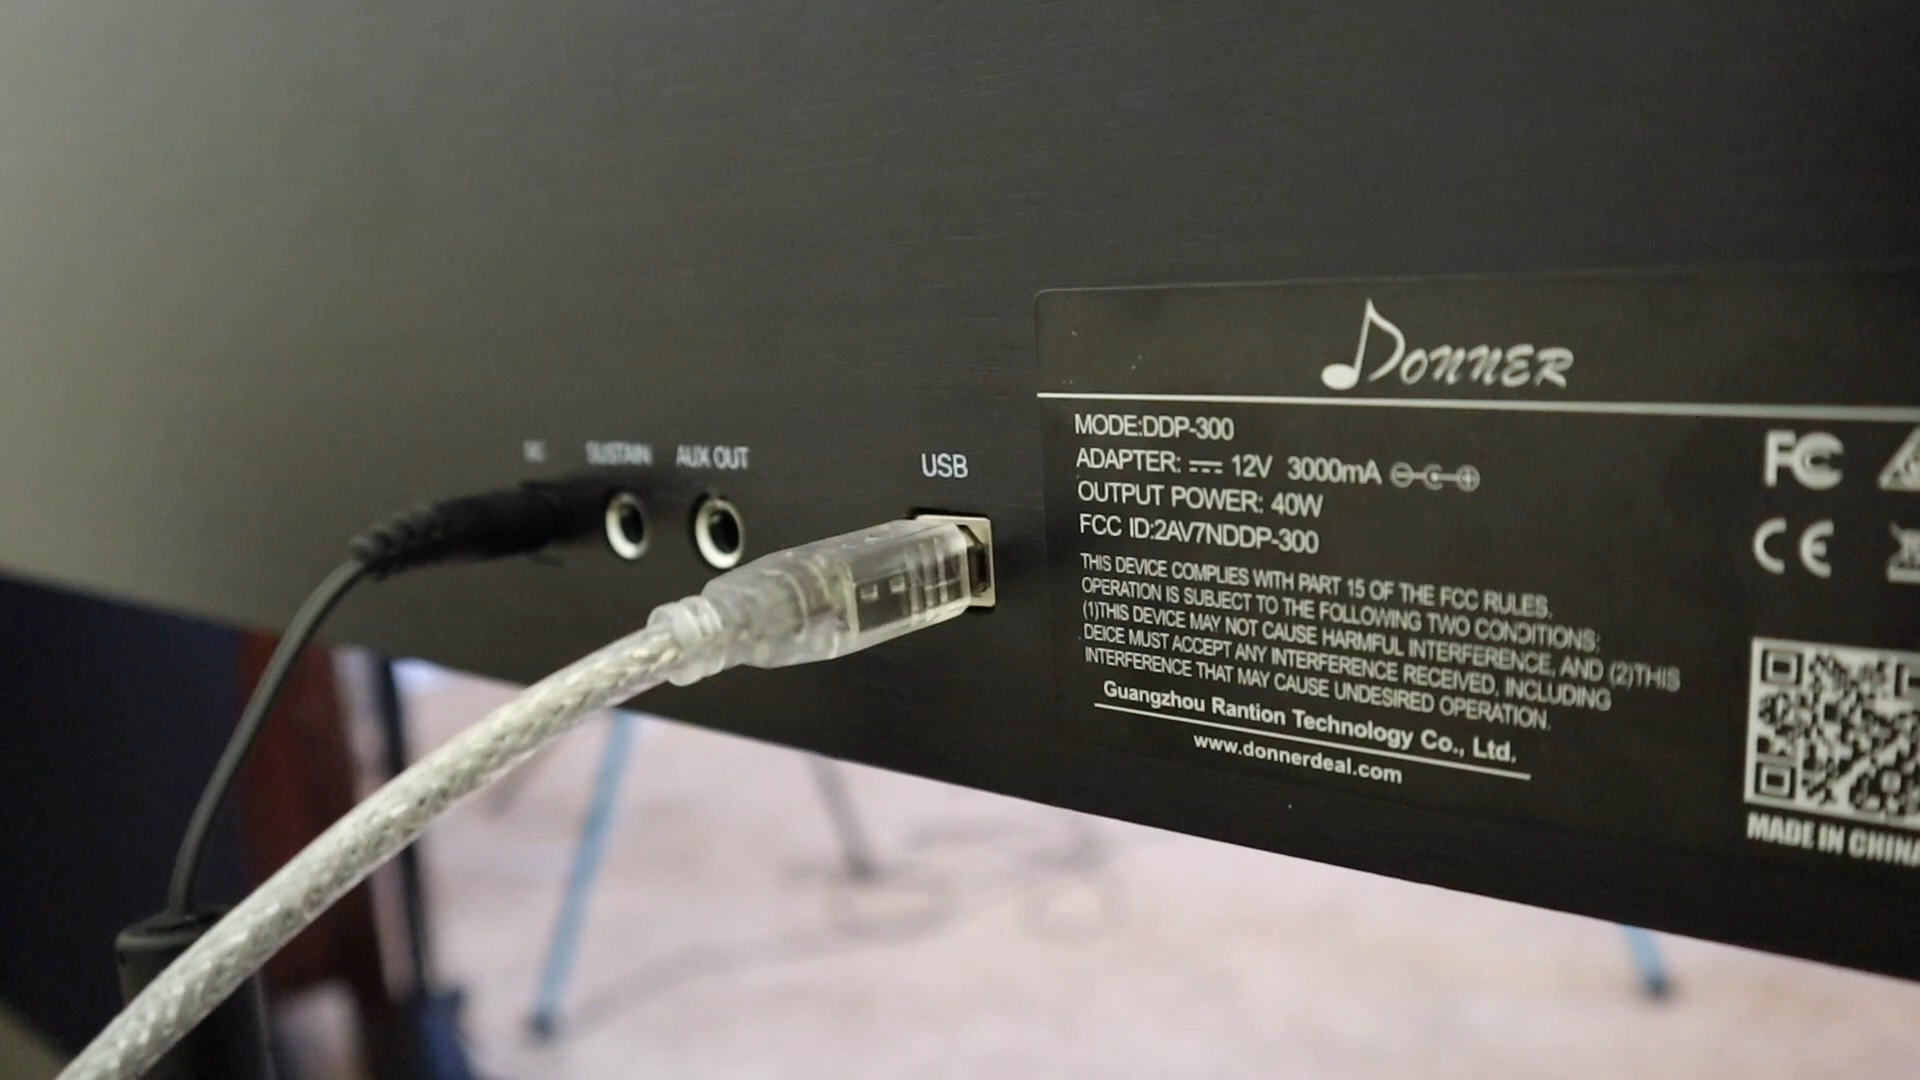 SUSTAIN
AUX OUT
USB
DONNER
MODE:DDP-300
ADAPTER: 12V 3000mA
OUTPUT POWER: 40W
FCC ID:2AV7NDDP-300
THIS DEVICE COMPLIES WITH PART 15 OF THE FCC RULES.
OPERATION IS SUBJECT TO THE FOLLOWING TWO CONDITIONS:
(1)THIS DEVICE MAY NOT CAUSE HARMFUL INTERFERENCE, AND (2)THIS
DEICE MUST ACCEPT ANY INTERFERENCE RECEIVED, INCLUDING
INTERFERENCE THAT MAY CAUSE UNDESIRED OPERATION.
Guangzhou Rantion Technology Co., Ltd.
www.donnerdeal.com
FC
CE
MADE IN CHINA